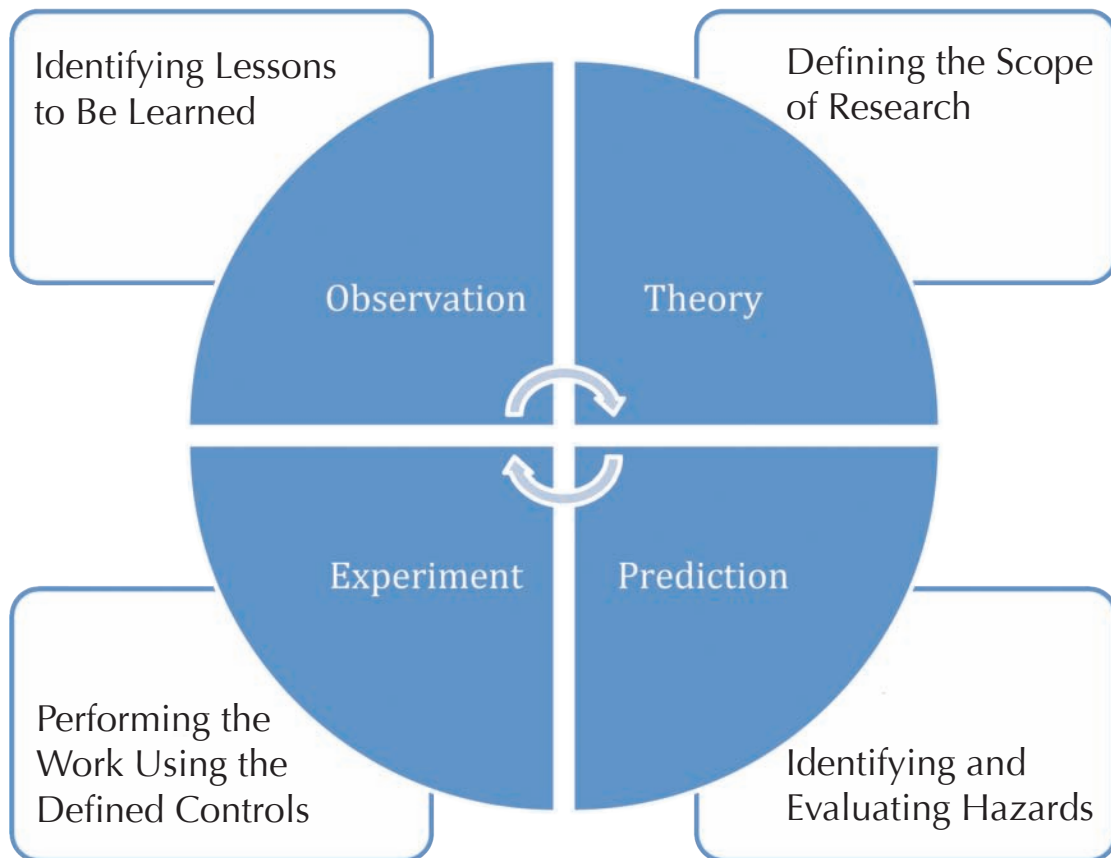 Identifying Lessons
to Be Learned
Defining the Scope
of Research
Observation
Theory
Experiment
Prediction
Performing the
Work Using the
Defined Controls
Identifying and
Evaluating Hazards